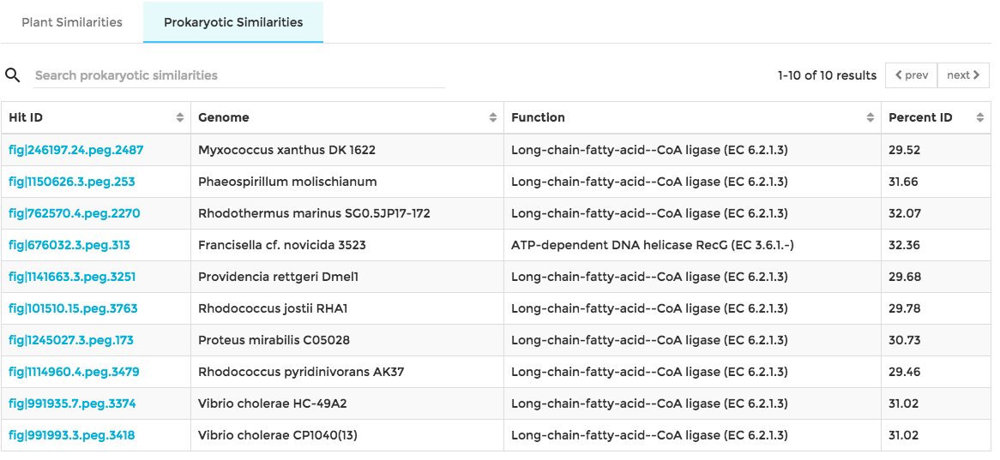 Plant Similarities Prokaryotic Similarities
Search prokaryotic similarities 1-10 of 10 results prev next
Hit ID Genome Function Percent ID
fig|246197.24.peg.2487 Myxococcus xanthus DK 1622 Long-chain-fatty-acid--CoA ligase (EC 6.2.1.3) 29.52
fig|1150626.3.peg.253 Phaeospirillum molischianum Long-chain-fatty-acid--CoA ligase (EC 6.2.1.3) 31.66
fig|762570.4.peg.2270 Rhodothermus marinus SG0.5JP17-172 Long-chain-fatty-acid--CoA ligase (EC 6.2.1.3) 32.07
fig|676032.3.peg.313 Francisella cf. novicida 3523 ATP-dependent DNA helicase RecG (EC 3.6.1.-) 32.36
fig|1141663.3.peg.3251 Providencia rettgeri Dmel1 Long-chain-fatty-acid--CoA ligase (EC 6.2.1.3) 29.68
fig|101510.15.peg.3763 Rhodococcus jostii RHA1 Long-chain-fatty-acid--CoA ligase (EC 6.2.1.3) 29.78
fig|1245027.3.peg.173 Proteus mirabilis C05028 Long-chain-fatty-acid--CoA ligase (EC 6.2.1.3) 30.73
fig|1114960.4.peg.3479 Rhodococcus pyridinivorans AK37 Long-chain-fatty-acid--CoA ligase (EC 6.2.1.3) 29.46
fig|991935.7.peg.3374 Vibrio cholerae HC-49A2 Long-chain-fatty-acid--CoA ligase (EC 6.2.1.3) 31.02
fig|991993.3.peg.3418 Vibrio cholerae CP1040(13) Long-chain-fatty-acid--CoA ligase (EC 6.2.1.3) 31.02